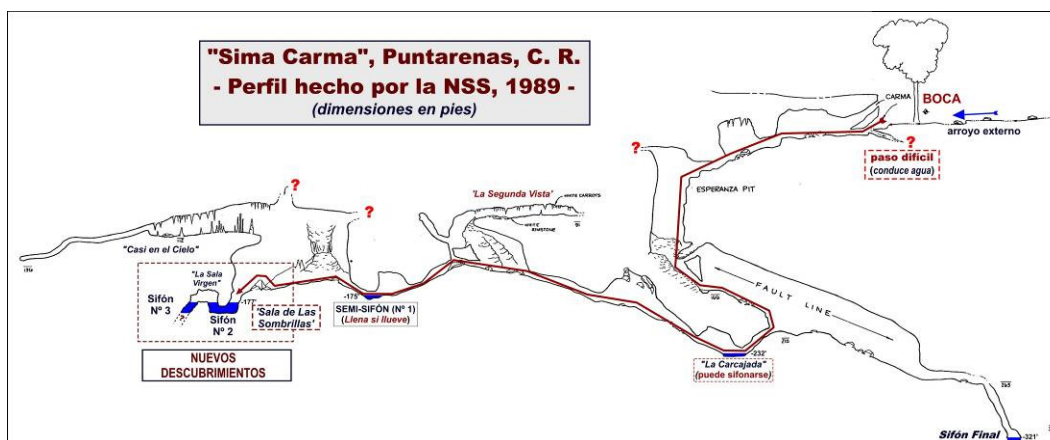 "Sima Carma", Puntarenas, C. R.
- Perfil hecho por la NSS, 1989 -
(dimensiones en pies)
CARMA
BOCA
arroyo externo
?
paso difícil
(conduce agua)
?
ESPERANZA PIT
'La Segunda Vista'
WHITE RIMSTONE
?
?
"Casi en el Cielo"
"La Sala
Virgen"
Sifón
Nº 3
Sifón
Nº 2
-177'
'Sala de Las
Sombrillas'
-175'
SEMI-SIFÓN (Nº 1)
(Llena si llueve)
FAULT LINE
-232'
"La Carcajada"
(puede sifonarse)
NUEVOS
DESCUBRIMIENTOS
Sifón Final
-321'